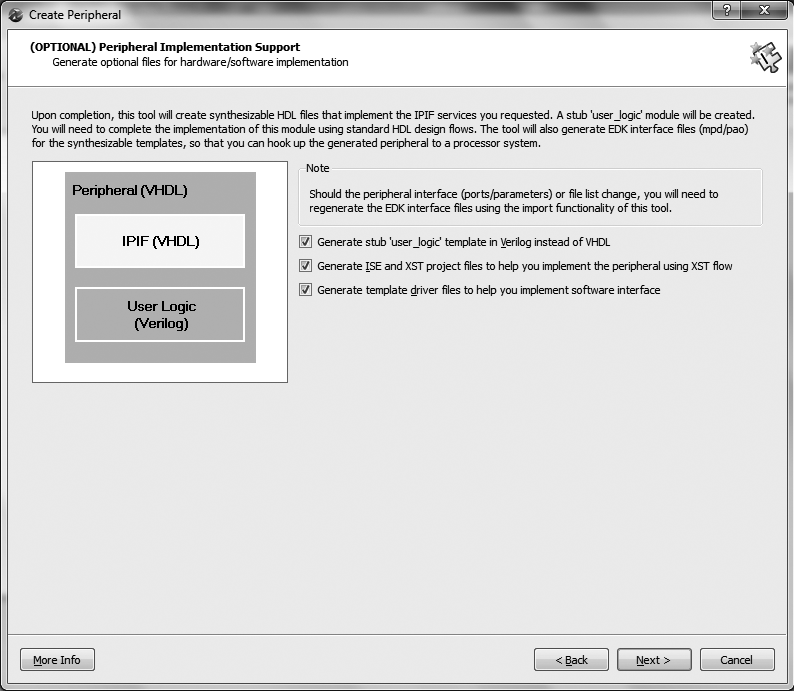 Create Peripheral
?
(OPTIONAL) Peripheral Implementation Support
Generate optional files for hardware/software implementation
Upon completion, this tool will create synthesizable HDL files that implement the IPIF services you requested. A stub 'user_logic' module will be created.
You will need to complete the implementation of this module using standard HDL design flows. The tool will also generate EDK interface files (mpd/pao)
for the synthesizable templates, so that you can hook up the generated peripheral to a processor system.
Peripheral (VHDL)
IPIF (VHDL)
User Logic
(Verilog)
Note
Should the peripheral interface (ports/parameters) or file list change, you will need to
regenerate the EDK interface files using the import functionality of this tool.
Generate stub 'user_logic' template in Verilog instead of VHDL
Generate ISE and XST project files to help you implement the peripheral using XST flow
Generate template driver files to help you implement software interface
More Info
< Back
Next >
Cancel